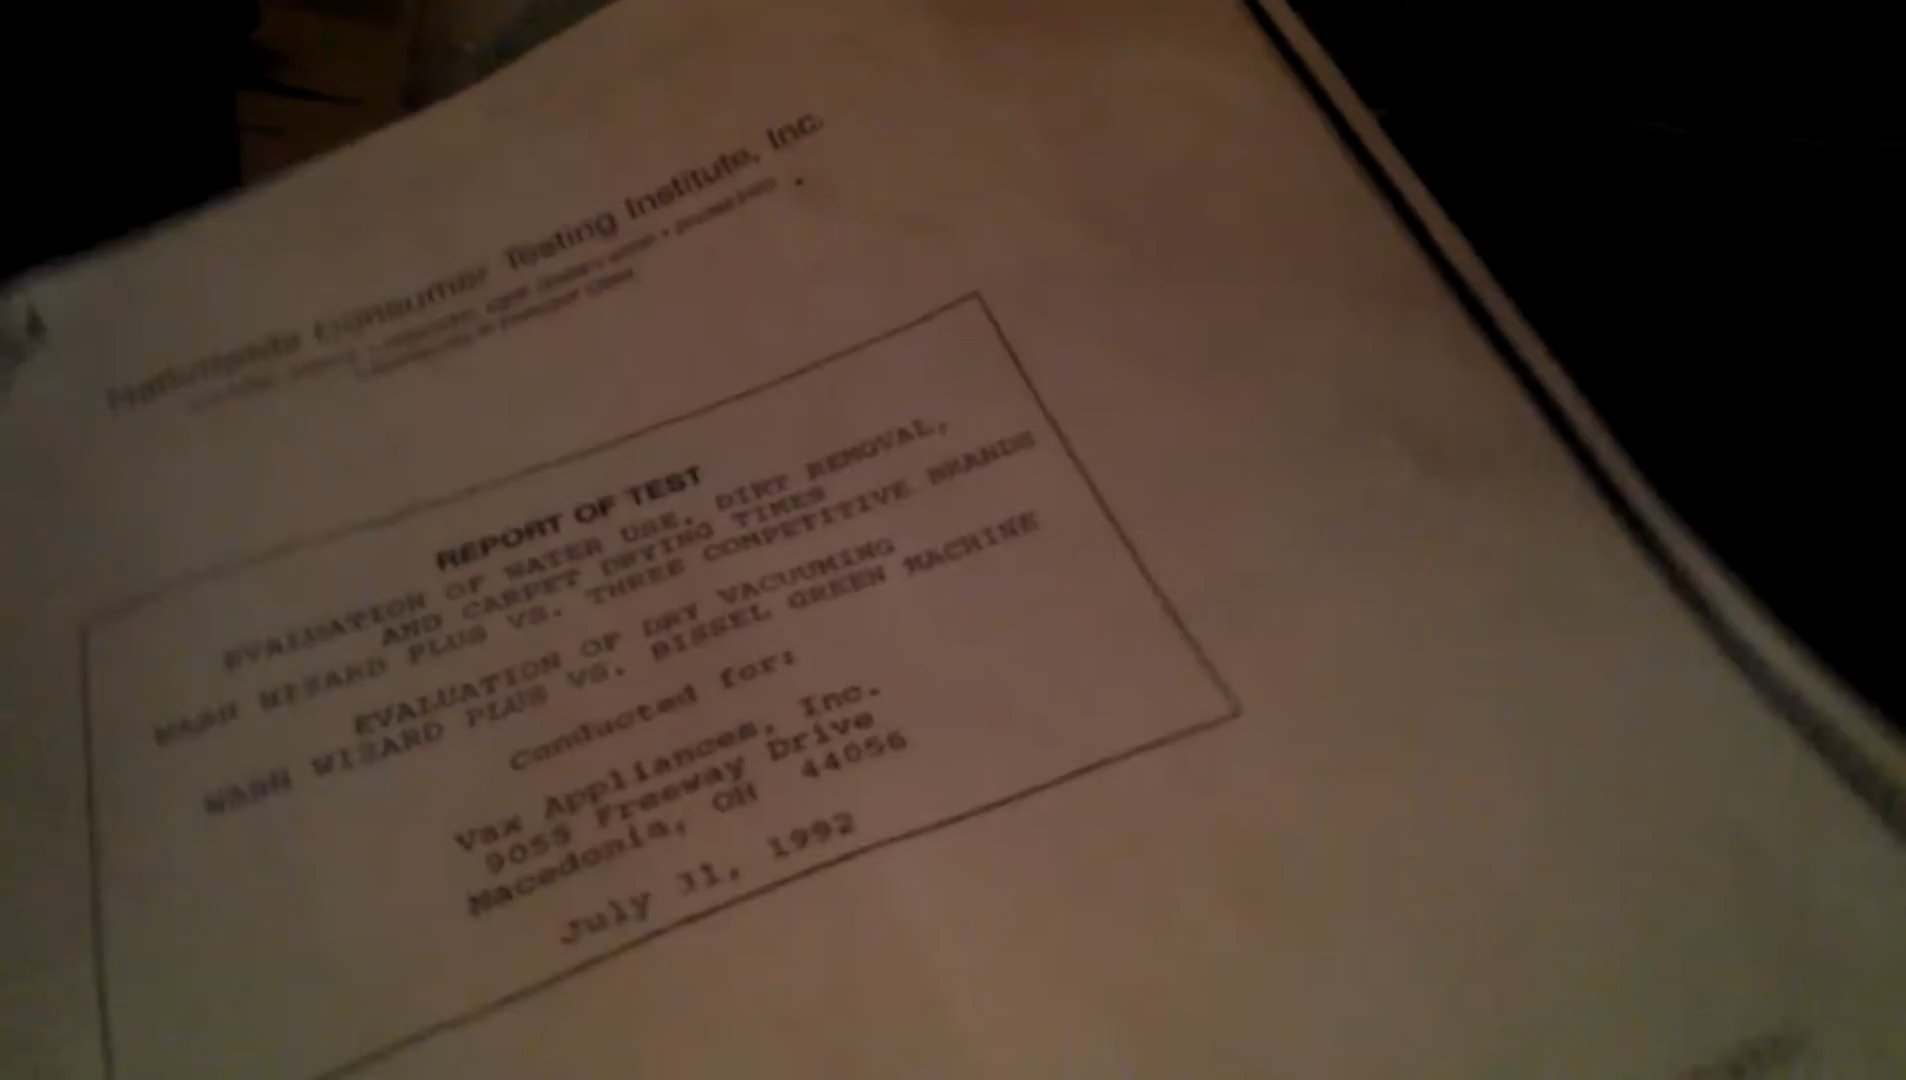 Nationwide Consumer Testing Institute, Inc.
REPORT OF TEST
EVALUATION OF WATER USE, DIRT REMOVAL,
AND CARPET DRYING TIMES
WASH WIZARD PLUS VS. THREE COMPETITIVE BRANDS
EVALUATION OF DRY VACUUMING
WASH WIZARD PLUS VS. BISSEL GREEN MACHINE
Conducted for:
Vax Appliances, Inc.
9055 Freeway Drive
Macedonia, OH 44056
July 31, 1992